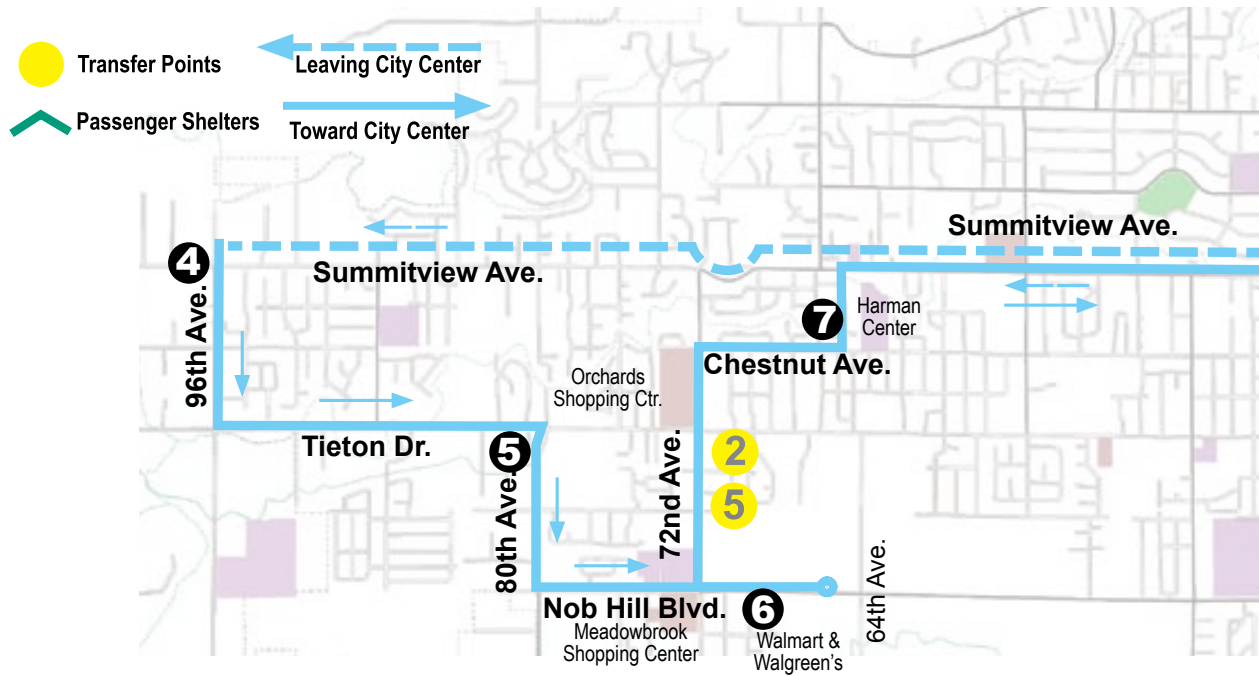 Transfer Points
Leaving City Center
Passenger Shelters
Toward City Center
Summitview Ave.
4
Summitview Ave.
96th Ave.
7
Harman
Center
Chestnut Ave.
Orchards
Shopping Ctr.
Tieton Dr.
5
80th Ave.
72nd Ave.
2
5
64th Ave.
Nob Hill Blvd.
6
Meadowbrook
Shopping Center
Walmart &
Walgreen's